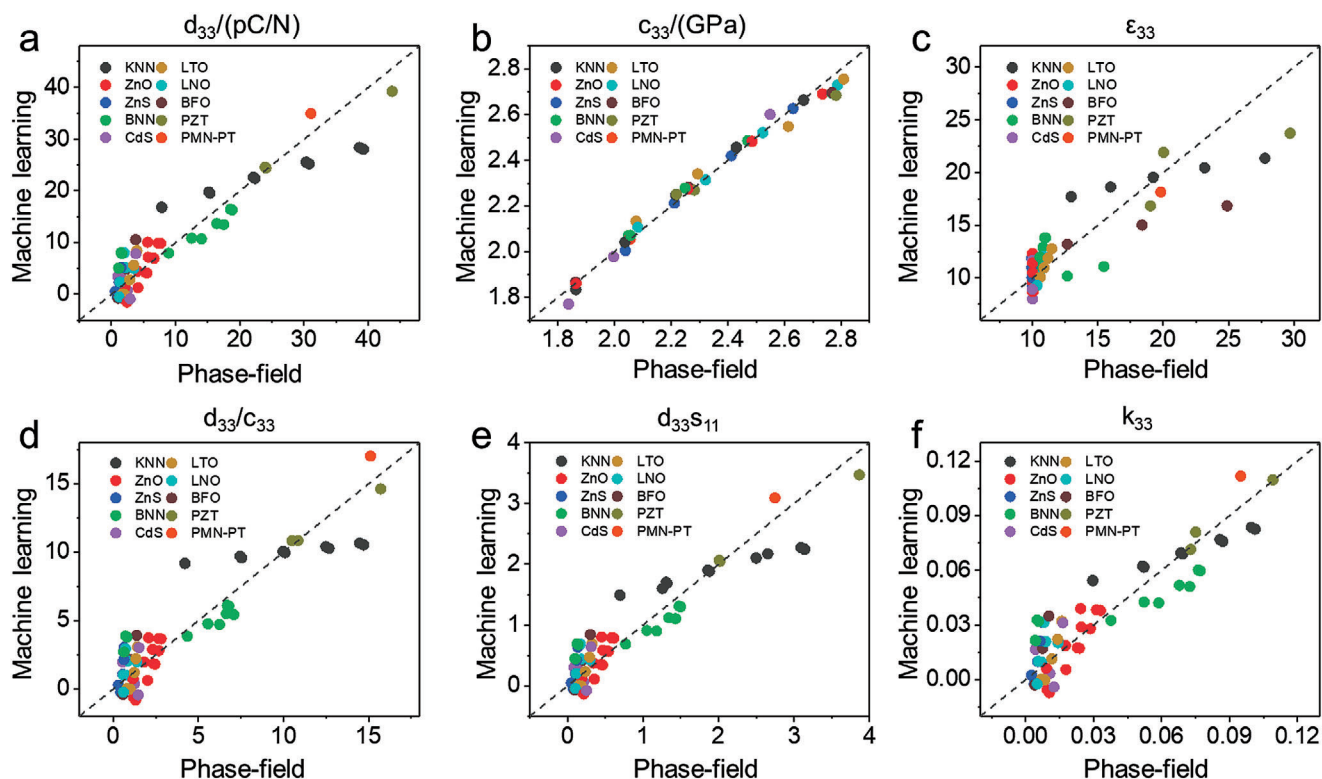 a
d33/(pC/N)
Machine learning
40
30
20
10
0
KNN LTO
ZnO LNO
ZnS BFO
BNN PZT
CdS PMN-PT
0 10 20 30 40
Phase-field
b
c33/(GPa)
Machine learning
2.8
2.6
2.4
2.2
2.0
1.8
KNN LTO
ZnO LNO
ZnS BFO
BNN PZT
CdS PMN-PT
1.8 2.0 2.2 2.4 2.6 2.8
Phase-field
c
ε33
Machine learning
30
25
20
15
10
KNN LTO
ZnO LNO
ZnS BFO
BNN PZT
CdS PMN-PT
10 15 20 25 30
Phase-field
d
d33/c33
Machine learning
15
10
5
0
KNN LTO
ZnO LNO
ZnS BFO
BNN PZT
CdS PMN-PT
0 5 10 15
Phase-field
e
d33s11
Machine learning
4
3
2
1
0
KNN LTO
ZnO LNO
ZnS BFO
BNN PZT
CdS PMN-PT
0 1 2 3 4
Phase-field
f
k33
Machine learning
0.12
0.09
0.06
0.03
0.00
KNN LTO
ZnO LNO
ZnS BFO
BNN PZT
CdS PMN-PT
0.00 0.03 0.06 0.09 0.12
Phase-field